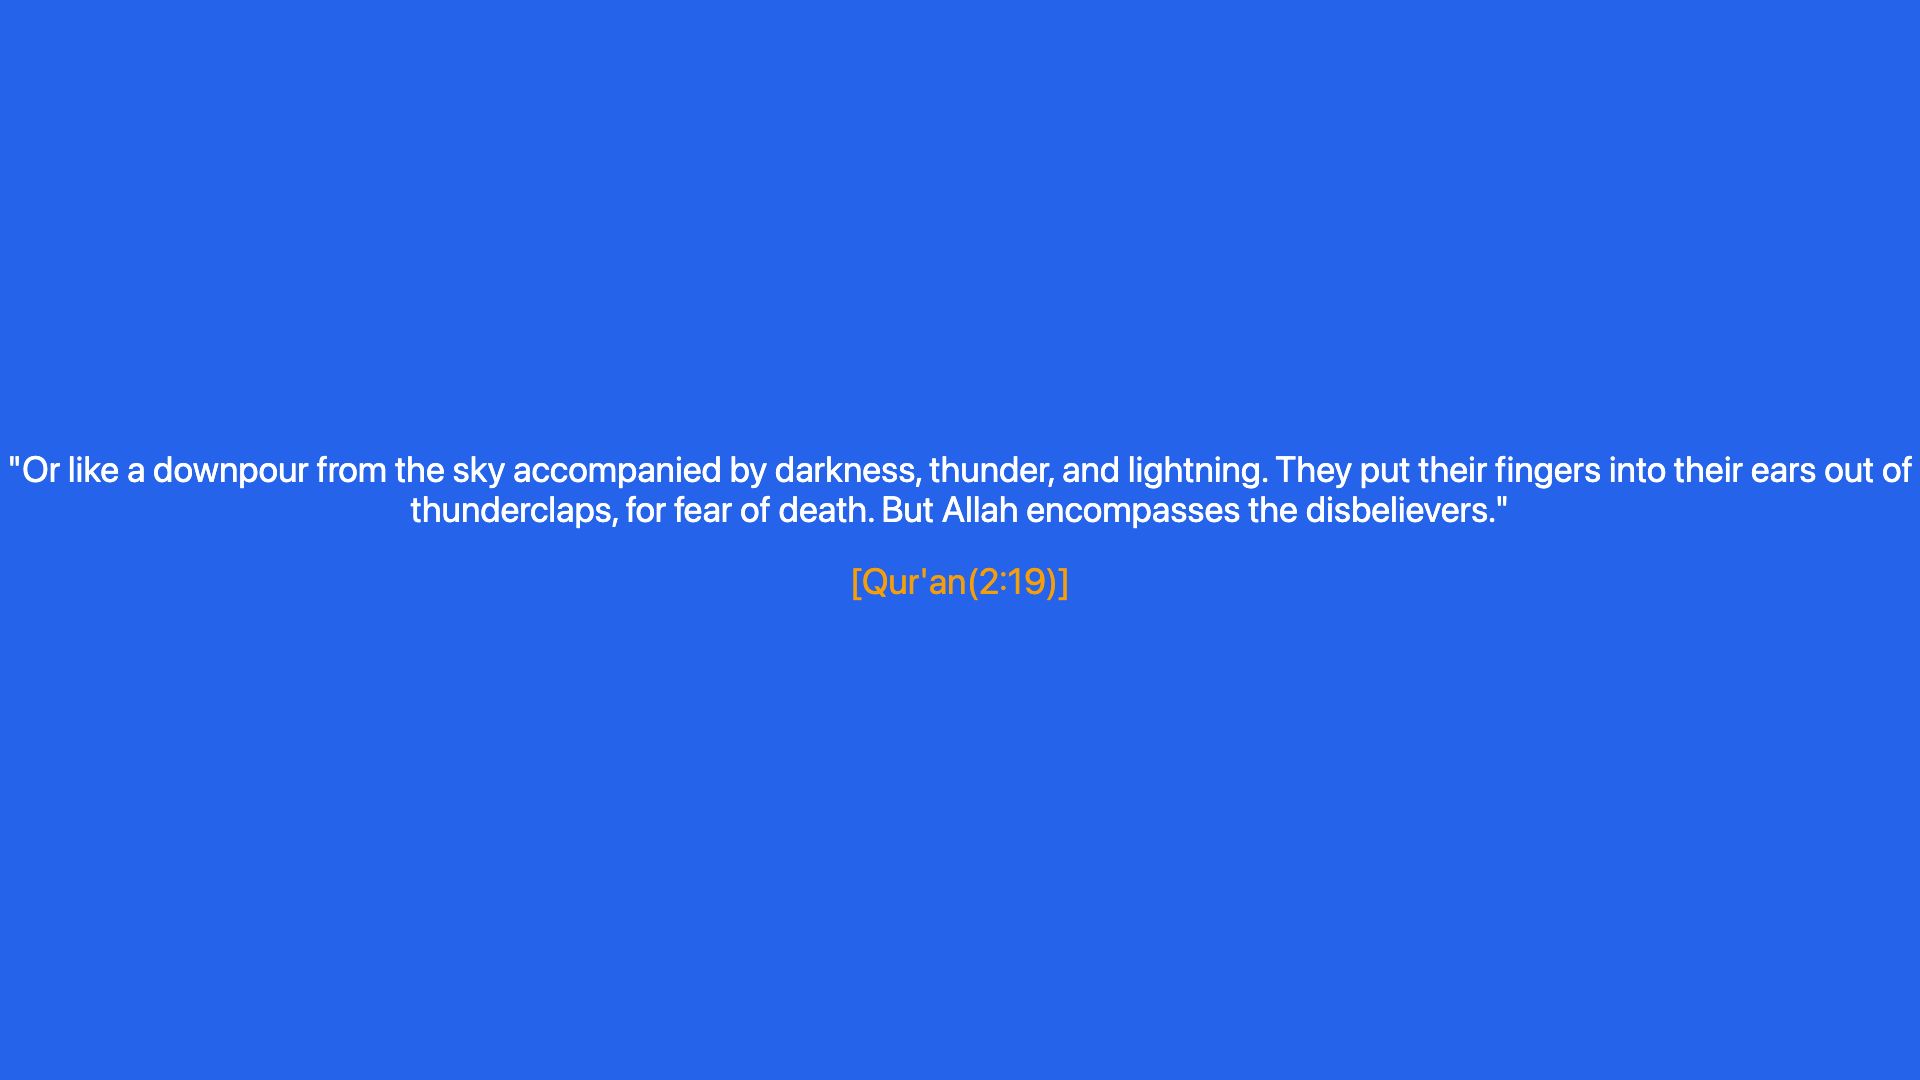 "Or like a downpour from the sky accompanied by darkness, thunder, and lightning. They put their fingers into their ears out of
thunderclaps, for fear of death. But Allah encompasses the disbelievers."
[Qur'an(2:19)]